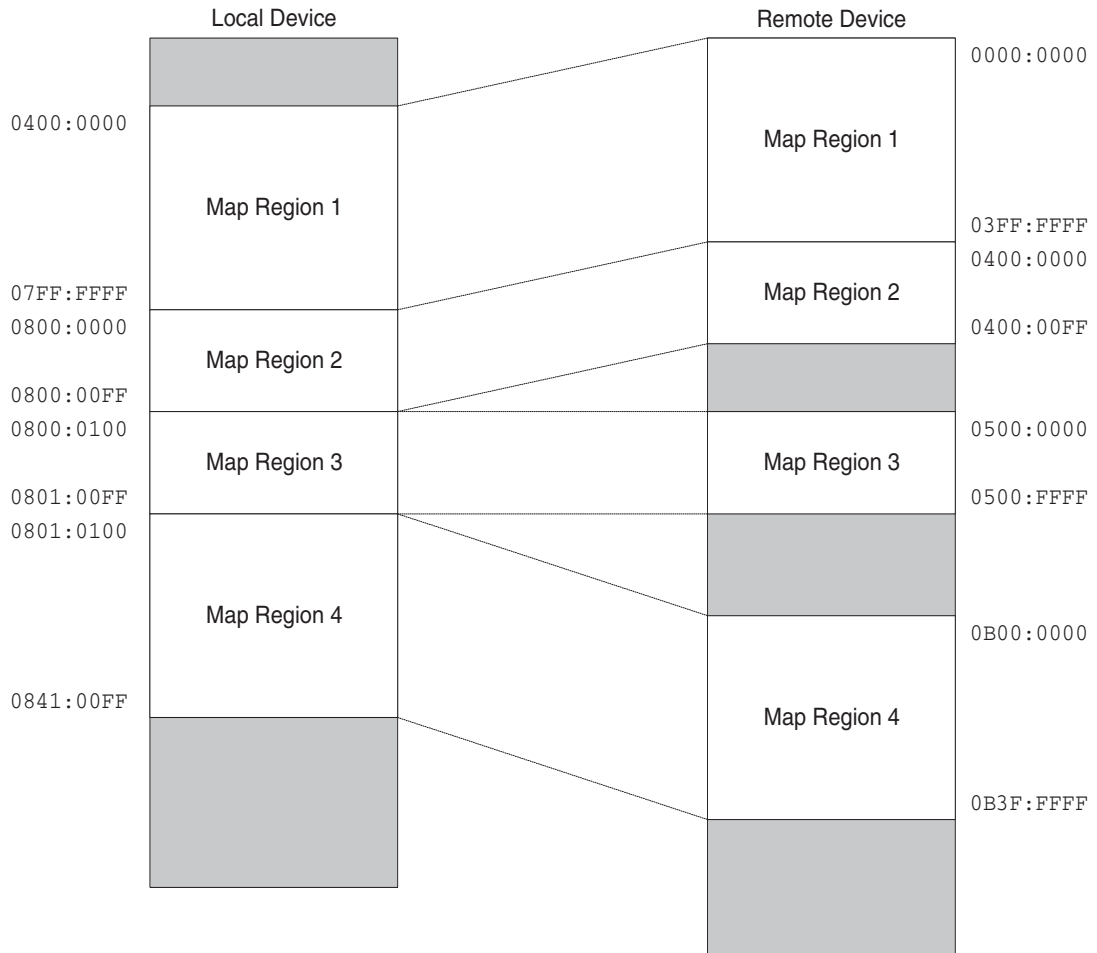 Local Device
0400:0000
Map Region 1
07FF:FFFF
0800:0000
Map Region 2
0800:00FF
0800:0100
Map Region 3
0801:00FF
0801:0100
Map Region 4
0841:00FF
Remote Device
0000:0000
Map Region 1
03FF:FFFF
0400:0000
Map Region 2
0400:00FF
0500:0000
Map Region 3
0500:FFFF
0B00:0000
Map Region 4
0B3F:FFFF